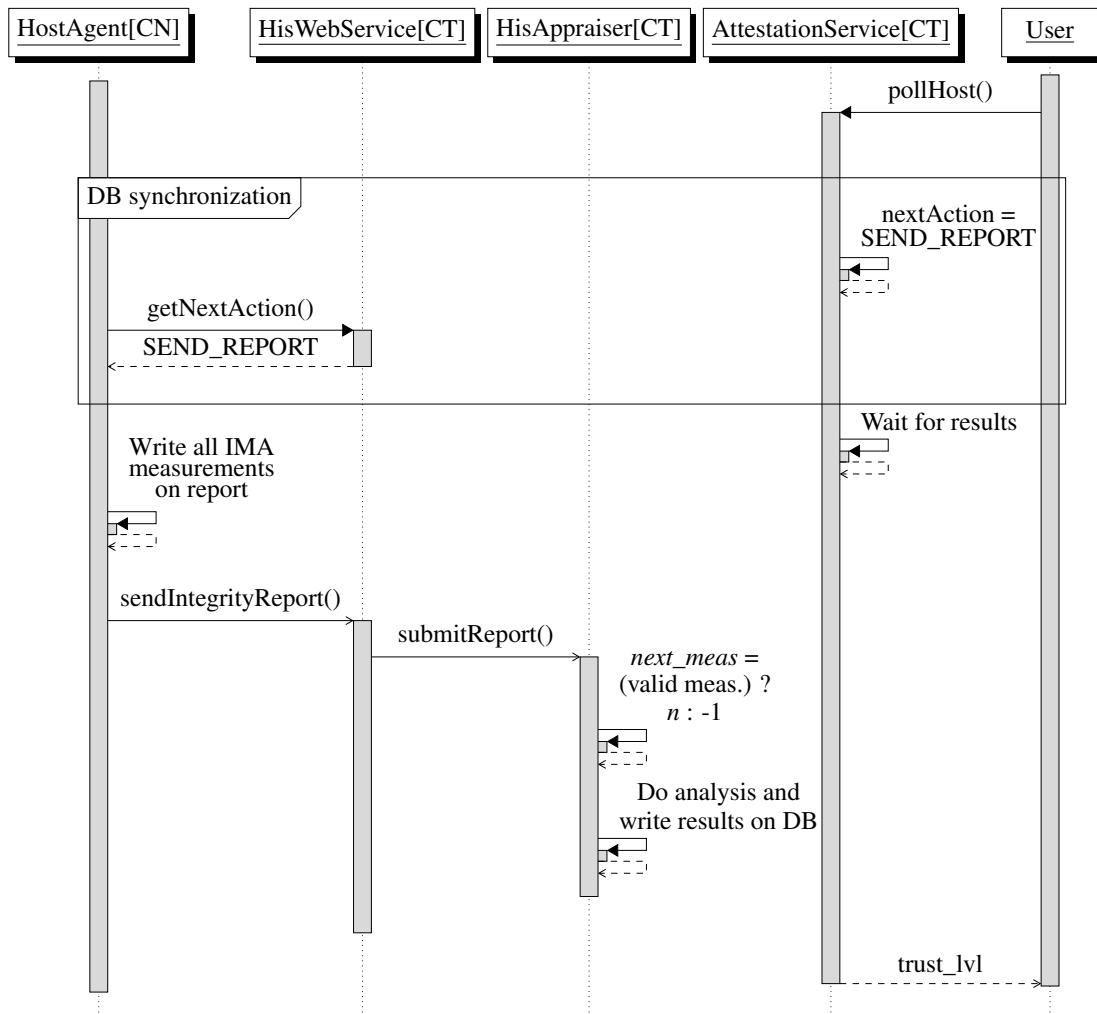 HostAgent[CN]
HisWebService[CT]
HisAppraiser[CT]
AttestationService[CT]
User
pollHost()
DB synchronization
nextAction =
SEND_REPORT
getNextAction()
SEND_REPORT
Wait for results
Write all IMA
measurements
on report
sendIntegrityReport()
submitReport()
next_meas =
(valid meas.) ?
n : -1
Do analysis and
write results on DB
trust_lvl